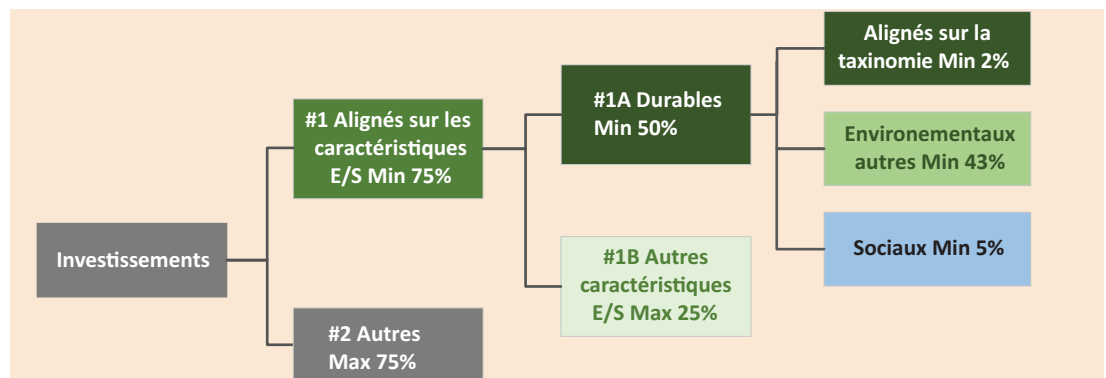 Investissements
#1 Alignés sur les
caractéristiques
E/S Min 75%
#2 Autres
Max 75%
#1A Durables
Min 50%
#1B Autres
caractéristiques
E/S Max 25%
Alignés sur la
taxinomie Min 2%
Environementaux
autres Min 43%
Sociaux Min 5%